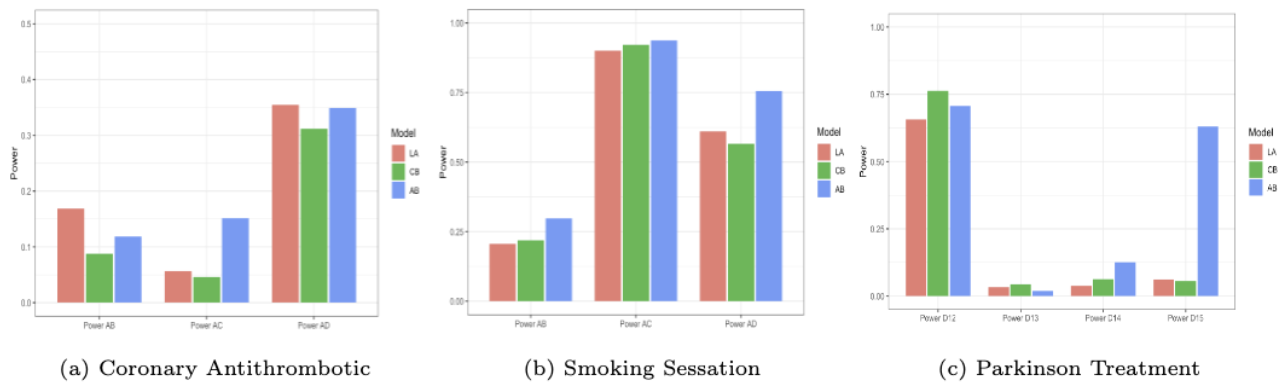 0.5
0.4
0.3
0.2
0.1
0.0
Power
Power AB
Power AC
Power AD
Model
LA
CB
AB
(a) Coronary Antithrombotic
1.00
0.75
0.50
0.25
0.00
Power
Power AB
Power AC
Power AD
Model
LA
CB
AB
(b) Smoking Sessation
1.00
0.75
0.50
0.25
0.00
Power
Power D12
Power D13
Power D14
Power D15
Model
LA
CB
AB
(c) Parkinson Treatment